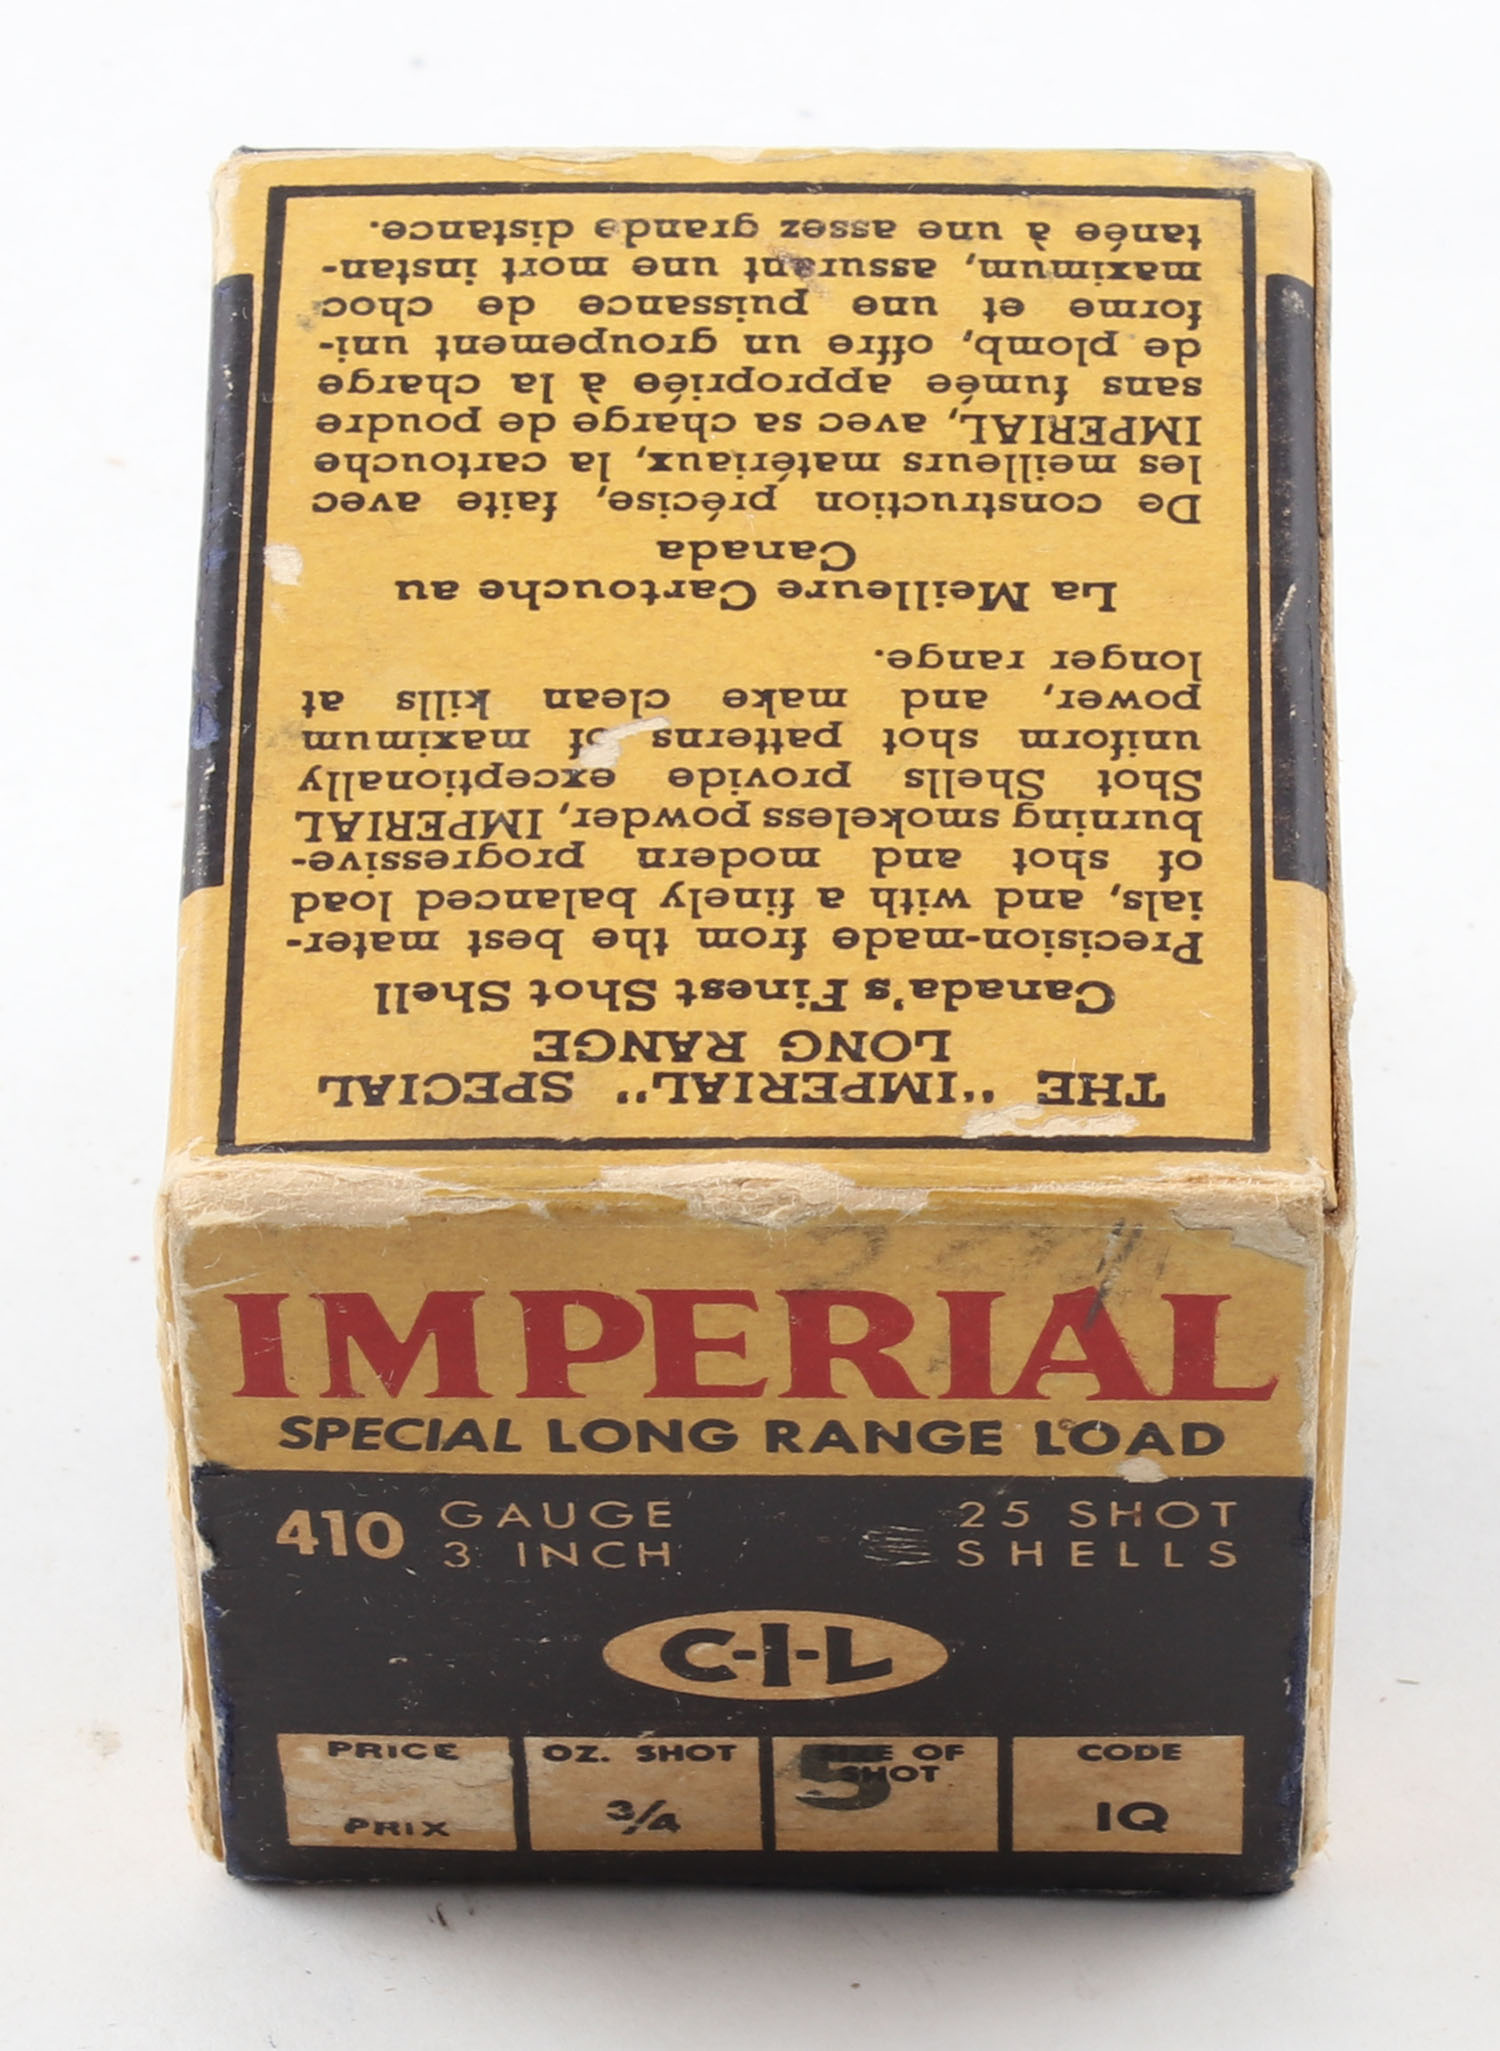 THE "IMPERIAL" SPECIAL
LONG RANGE
Canada's Finest Shot Shell
Precision-made from the best mater-
ials, and with a finely balanced load
of shot and modern progressive-
burning smokeless powder, IMPERIAL
Shot Shells provide exceptionally
uniform shot patterns of maximum
power, and make clean kills at
longer range.
La Meilleure Cartouche au
Canada
De construction précise, faite avec
les meilleurs matériaux, la cartouche
IMPERIAL, avec sa charge de poudre
sans fumée appropriée à la charge
de plomb, offre un groupement uni-
forme et une puissance de choc
maximum, assurant une mort instan-
tanée à une assez grande distance.
IMPERIAL
SPECIAL LONG RANGE LOAD
410 GAUGE 3 INCH
25 SHOT SHELLS
C-I-L
PRICE
PRIX
OZ. SHOT
3/4
SIZE OF
SHOT
5
CODE
IQ